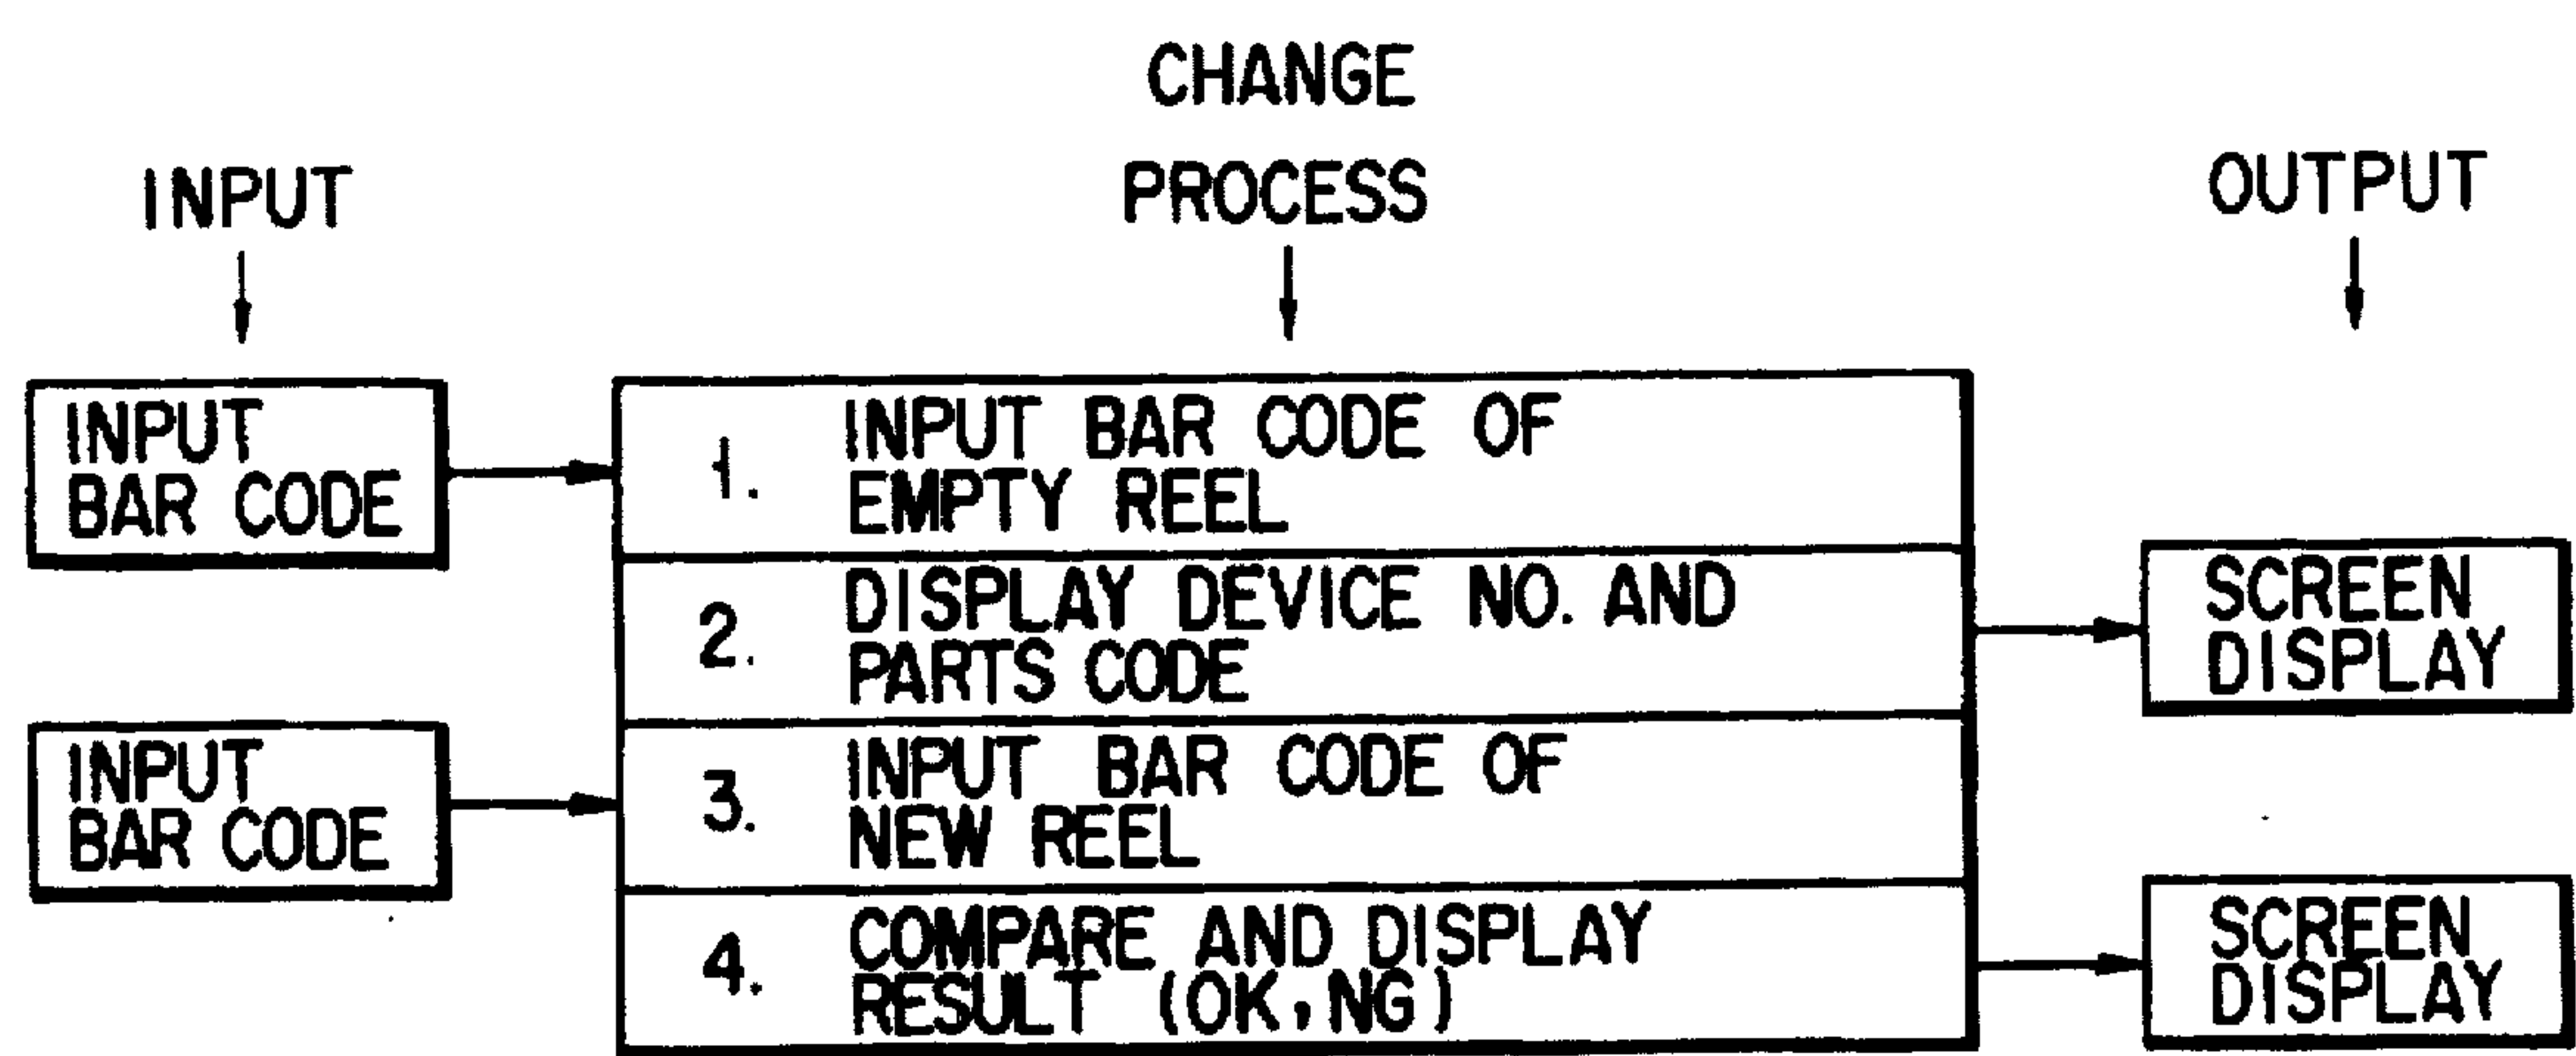 CHANGE
PROCESS
INPUT
OUTPUT
INPUT
BAR CODE
1. INPUT BAR CODE OF
EMPTY REEL
2. DISPLAY DEVICE NO. AND
PARTS CODE
SCREEN
DISPLAY
INPUT
BAR CODE
3. INPUT BAR CODE OF
NEW REEL
4. COMPARE AND DISPLAY
RESULT (OK, NG)
SCREEN
DISPLAY